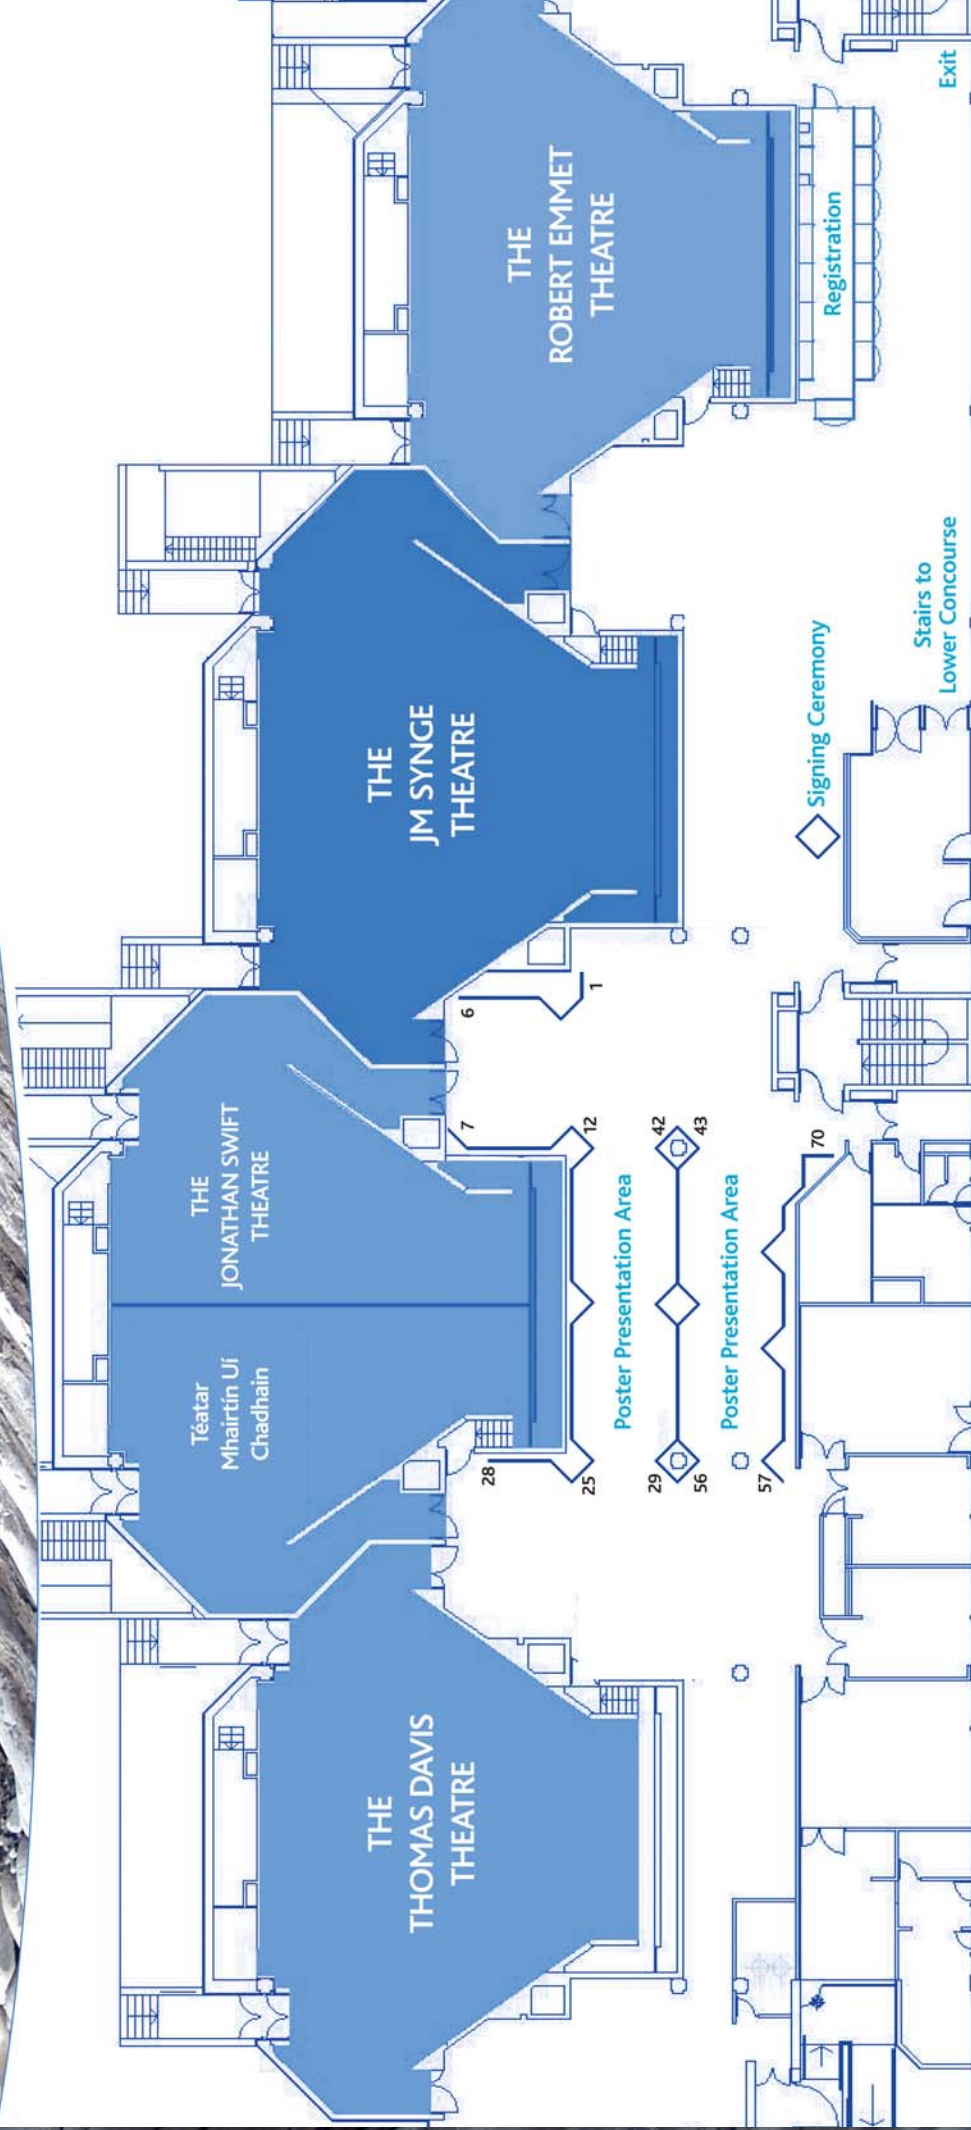 THE
THOMAS DAVIS
THEATRE
Téatar
Mhairtín Uí
Chadhain
THE
JONATHAN SWIFT
THEATRE
THE
JM SYNGE
THEATRE
THE
ROBERT EMMET
THEATRE
28
25
7
12
6
1
Poster Presentation Area
29
56
42
43
Poster Presentation Area
57
70
Signing Ceremony
Registration
Stairs to
Lower Concourse
Exit